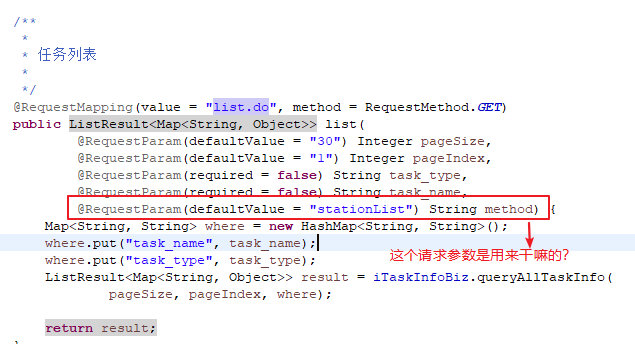 /**
*
* 任务列表
*
*/
@RequestMapping(value = "list.do", method = RequestMethod.GET)
public ListResult<Map<String, Object>> list(
@RequestParam(defaultValue = "30") Integer pageSize,
@RequestParam(defaultValue = "1") Integer pageIndex,
@RequestParam(required = false) String task_type,
@RequestParam(required = false) String task_name,
@RequestParam(defaultValue = "stationList") String method) {
Map<String, String> where = new HashMap<String, String>();
where.put("task_name", task_name);
where.put("task_type", task_type);
这个请求参数是用来干嘛的?
ListResult<Map<String, Object>> result = iTaskInfoBiz.queryAllTaskInfo(
pageSize, pageIndex, where);
return result;